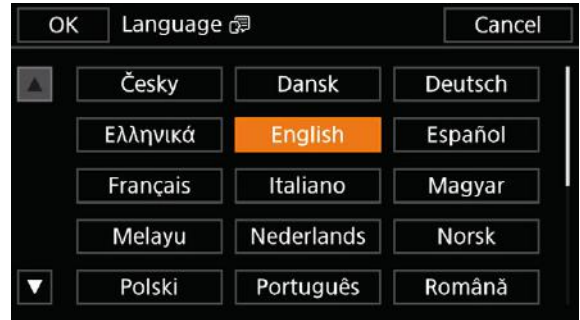 OK Language Cancel
Česky Dansk Deutsch
Ελληνικά English Español
Français Italiano Magyar
Melayu Nederlands Norsk
Polski Português Română